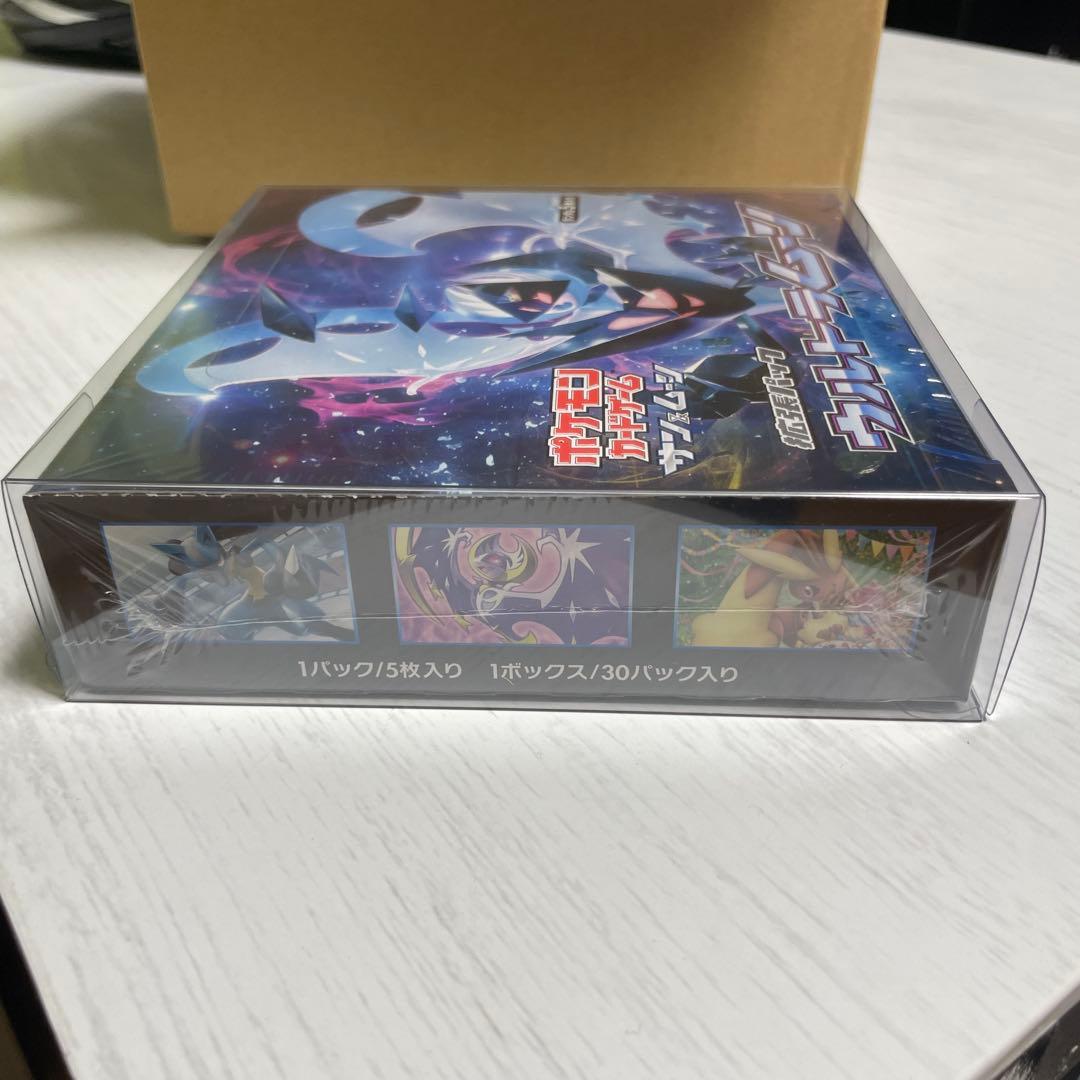 ポケモン
カードゲーム
サン&ムーン
拡張パック
ウルトラムーン
1パック/5枚入り 1ボックス/30パック入り